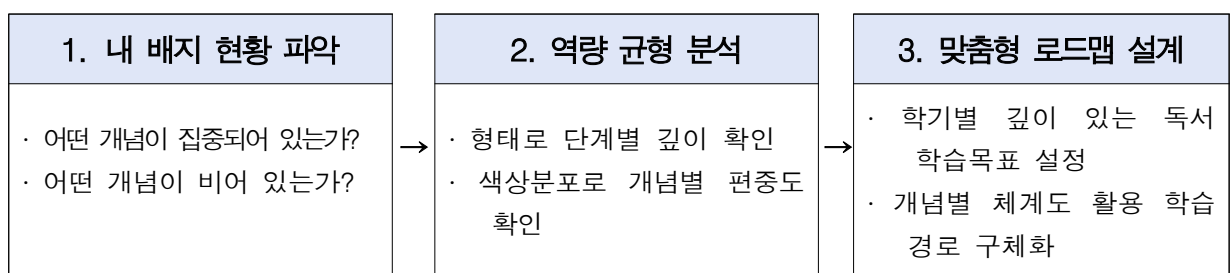 1. 내 배지 현황 파악
· 어떤 개념이 집중되어 있는가?
· 어떤 개념이 비어 있는가?
→
2. 역량 균형 분석
· 형태로 단계별 깊이 확인
· 색상분포로 개념별 편중도
확인
→
3. 맞춤형 로드맵 설계
· 학기별 깊이 있는 독서
학습목표 설정
· 개념별 체계도 활용 학습
경로 구체화